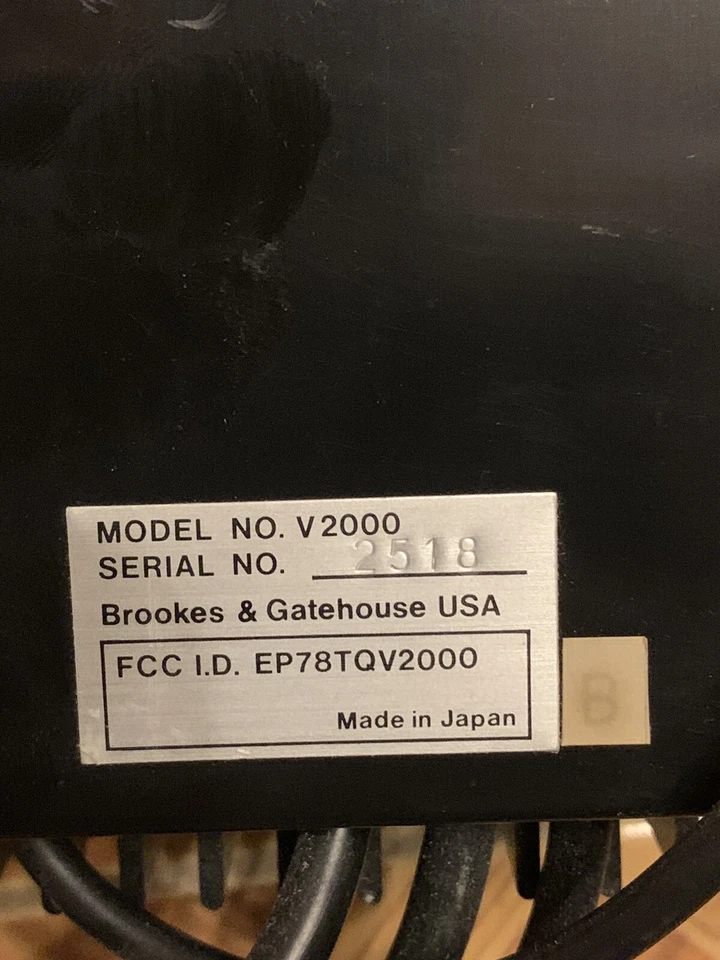 MODEL NO. V2000
SERIAL NO. 2518
Brookes & Gatehouse USA
FCC I.D. EP78TQV2000
Made in Japan
B